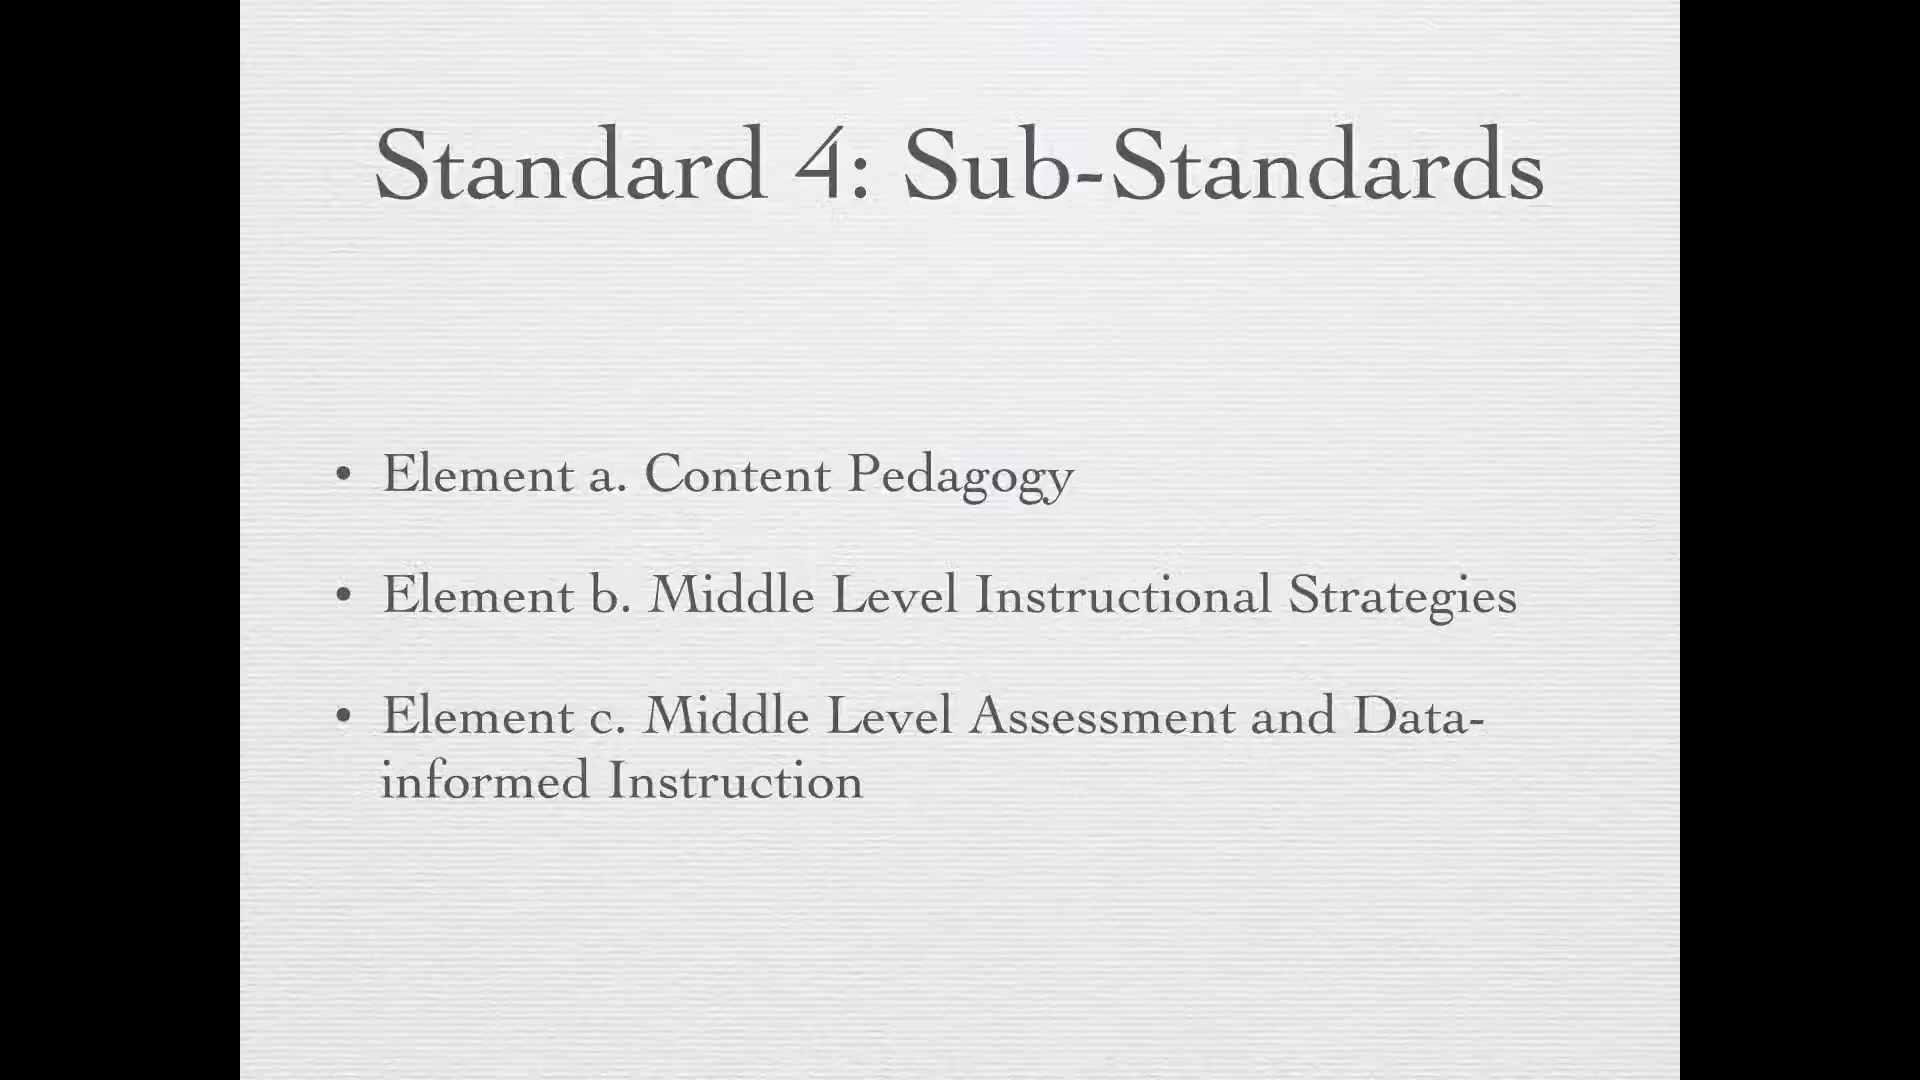 Standard 4: Sub-Standards
• Element a. Content Pedagogy
• Element b. Middle Level Instructional Strategies
• Element c. Middle Level Assessment and Data-
informed Instruction